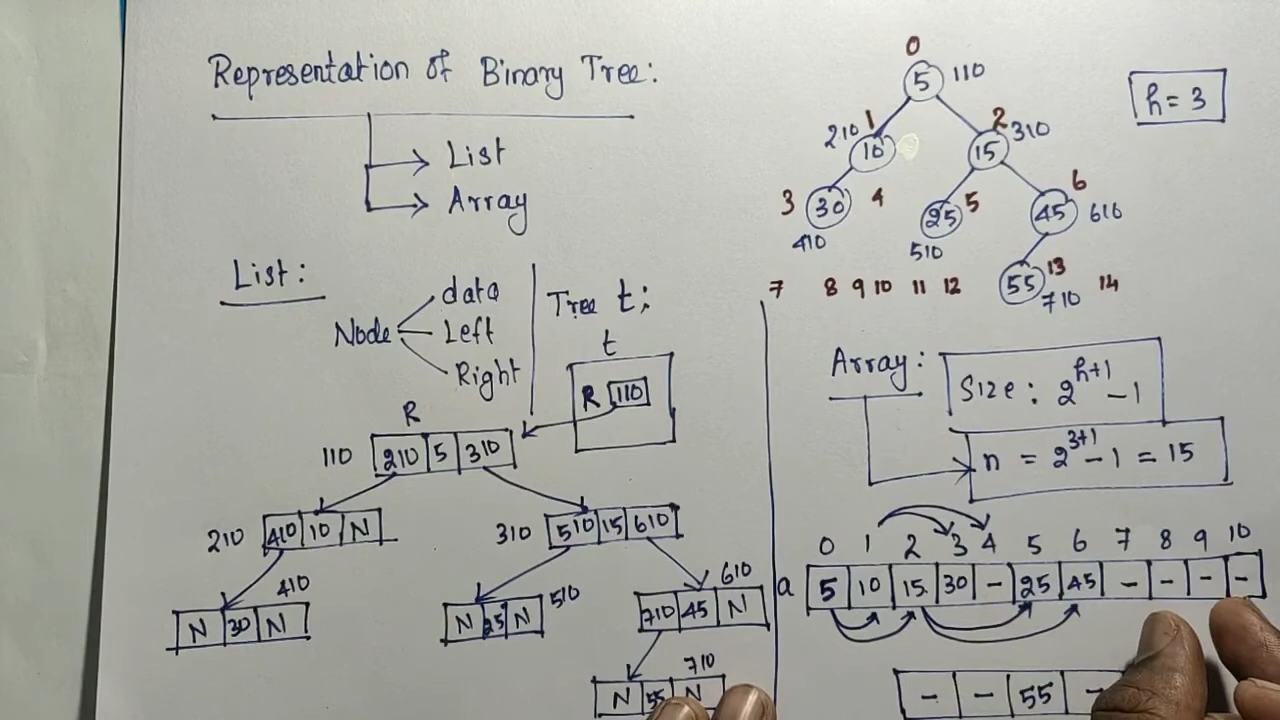 Representation of Binary Tree:
List
Array
List:
Node
data
Left
Right
Tree t:
t
R 110
R
110 210 5 310
210 410 10 N
310 510 15 610
410
N 30 N
510
N 25 N
610
710 45 N
710
N 55 N
0
5 110
210 1
10
2 310
15
h = 3
3 30 4
410
25 5
510
6
45 610
7 8 9 10 11 12
55 13
710
14
Array:
Size: 2^{h+1} - 1
n = 2^{3+1} - 1 = 15
0 1 2 3 4 5 6 7 8 9 10
a 5 10 15 30 - 25 45 - - - -
- - 55 -